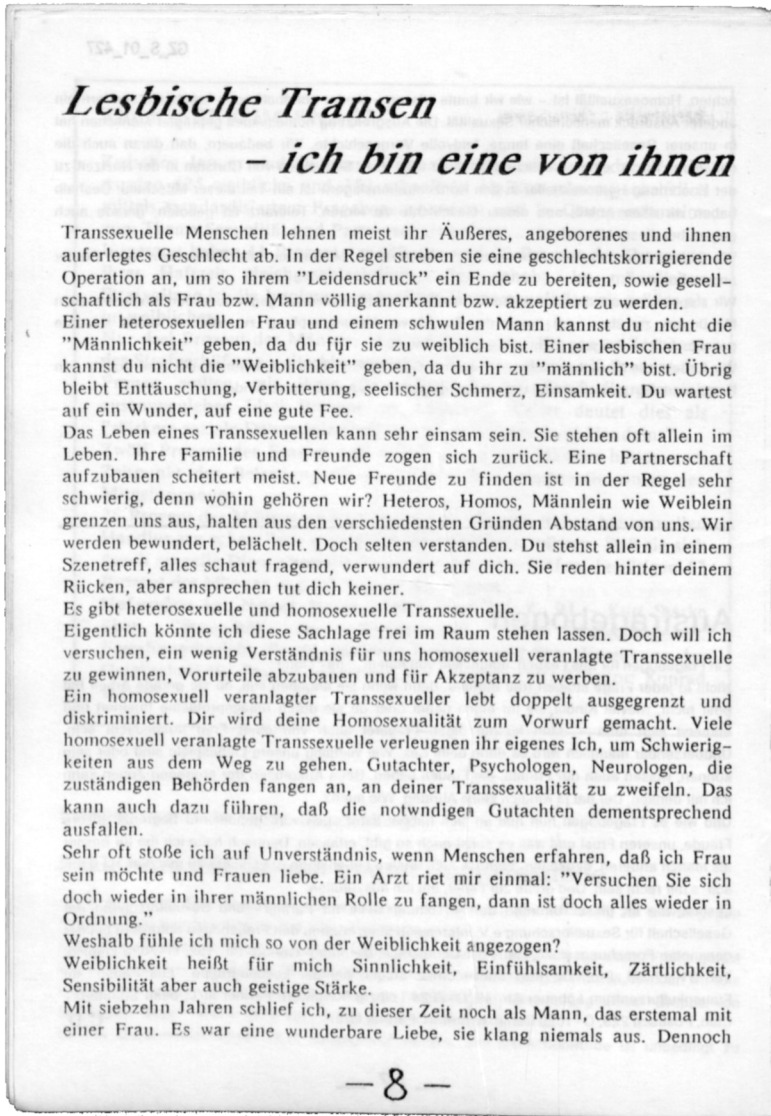 Lesbische Transen
– ich bin eine von ihnen
Transsexuelle Menschen lehnen meist ihr Äußeres, angeborenes und ihnen
auferlegtes Geschlecht ab. In der Regel streben sie eine geschlechtskorrigierende
Operation an, um so ihrem "Leidensdruck" ein Ende zu bereiten, sowie gesell-
schaftlich als Frau bzw. Mann völlig anerkannt bzw. akzeptiert zu werden.
Einer heterosexuellen Frau und einem schwulen Mann kannst du nicht die
"Männlichkeit" geben, da du für sie zu weiblich bist. Einer lesbischen Frau
kannst du nicht die "Weiblichkeit" geben, da du ihr zu "männlich" bist. Übrig
bleibt Enttäuschung, Verbitterung, seelischer Schmerz, Einsamkeit. Du wartest
auf ein Wunder, auf eine gute Fee.
Das Leben eines Transsexuellen kann sehr einsam sein. Sie stehen oft allein im
Leben. Ihre Familie und Freunde zogen sich zurück. Eine Partnerschaft
aufzubauen scheitert meist. Neue Freunde zu finden ist in der Regel sehr
schwierig, denn wohin gehören wir? Heteros, Homos, Männlein wie Weiblein
grenzen uns aus, halten aus den verschiedensten Gründen Abstand von uns. Wir
werden bewundert, belächelt. Doch selten verstanden. Du stehst allein in einem
Szenetreff, alles schaut fragend, verwundert auf dich. Sie reden hinter deinem
Rücken, aber ansprechen tut dich keiner.
Es gibt heterosexuelle und homosexuelle Transsexuelle.
Eigentlich könnte ich diese Sachlage frei im Raum stehen lassen. Doch will ich
versuchen, ein wenig Verständnis für uns homosexuell veranlagte Transsexuelle
zu gewinnen, Vorurteile abzubauen und für Akzeptanz zu werben.
Ein homosexuell veranlagter Transsexueller lebt doppelt ausgegrenzt und
diskriminiert. Dir wird deine Homosexualität zum Vorwurf gemacht. Viele
homosexuell veranlagte Transsexuelle verleugnen ihr eigenes Ich, um Schwierig-
keiten aus dem Weg zu gehen. Gutachter, Psychologen, Neurologen, die
zuständigen Behörden fangen an, an deiner Transsexualität zu zweifeln. Das
kann auch dazu führen, daß die notwndigen Gutachten dementsprechend
ausfallen.
Sehr oft stoße ich auf Unverständnis, wenn Menschen erfahren, daß ich Frau
sein möchte und Frauen liebe. Ein Arzt riet mir einmal: "Versuchen Sie sich
doch wieder in ihrer männlichen Rolle zu fangen, dann ist doch alles wieder in
Ordnung."
Weshalb fühle ich mich so von der Weiblichkeit angezogen?
Weiblichkeit heißt für mich Sinnlichkeit, Einfühlsamkeit, Zärtlichkeit,
Sensibilität aber auch geistige Stärke.
Mit siebzehn Jahren schlief ich, zu dieser Zeit noch als Mann, das erstemal mit
einer Frau. Es war eine wunderbare Liebe, sie klang niemals aus. Dennoch
– 8 –